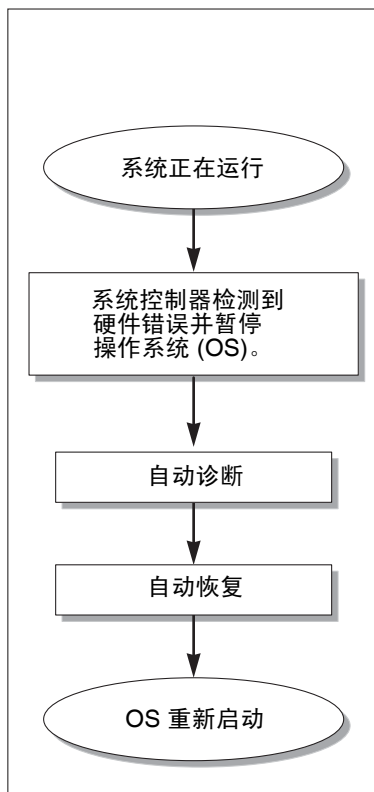 系统正在运行
系统控制器检测到
硬件错误并暂停
操作系统 (OS)。
自动诊断
自动恢复
OS 重新启动